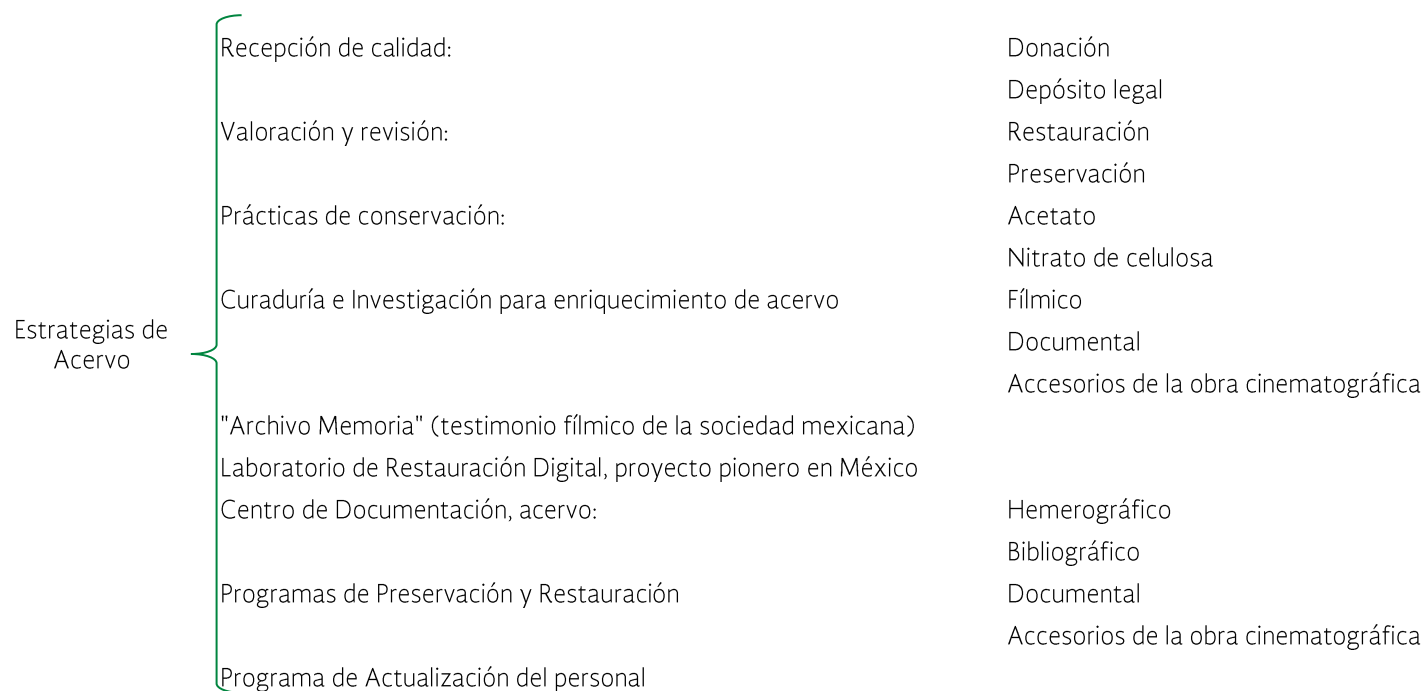 Estrategias de
Acervo
Recepción de calidad: Donación
Depósito legal
Valoración y revisión: Restauración
Preservación
Prácticas de conservación: Acetato
Nitrato de celulosa
Curaduría e Investigación para enriquecimiento de acervo Fílmico
Documental
Accesorios de la obra cinematográfica
"Archivo Memoria" (testimonio fílmico de la sociedad mexicana)
Laboratorio de Restauración Digital, proyecto pionero en México
Centro de Documentación, acervo: Hemerográfico
Bibliográfico
Programas de Preservación y Restauración Documental
Accesorios de la obra cinematográfica
Programa de Actualización del personal